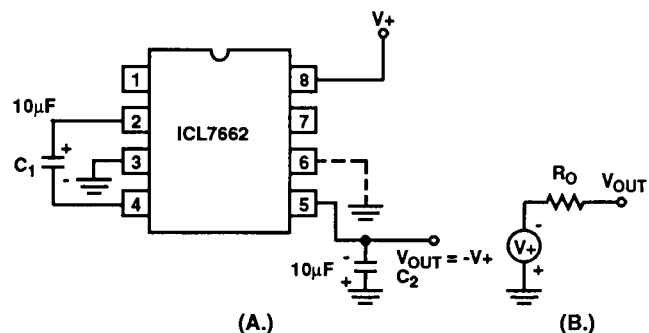 V+
1
8
10μF
2
ICL7662
7
+
C1
3
6
-
4
5
RO
VOUT
-
-
V+
10μF
VOUT = -V+
+
C2
+
(A.)
(B.)